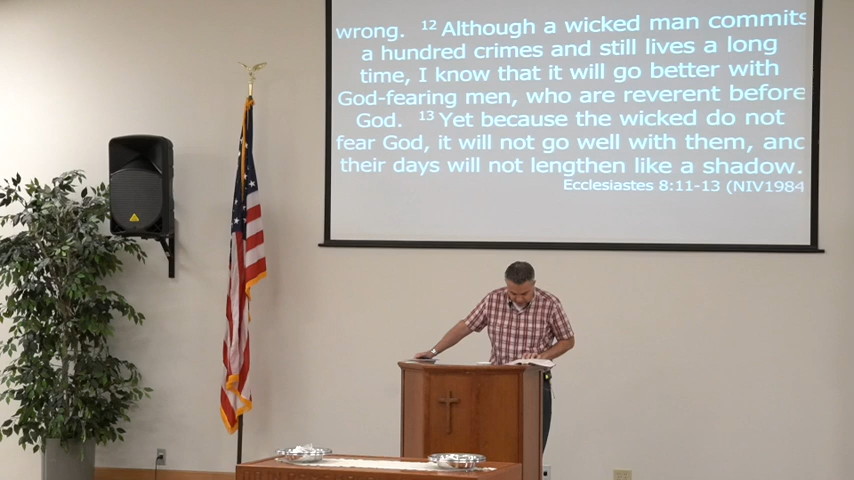 wrong. 12 Although a wicked man commits
a hundred crimes and still lives a long
time, I know that it will go better with
God-fearing men, who are reverent before
God. 13 Yet because the wicked do not
fear God, it will not go well with them, and
their days will not lengthen like a shadow.
Ecclesiastes 8:11-13 (NIV1984